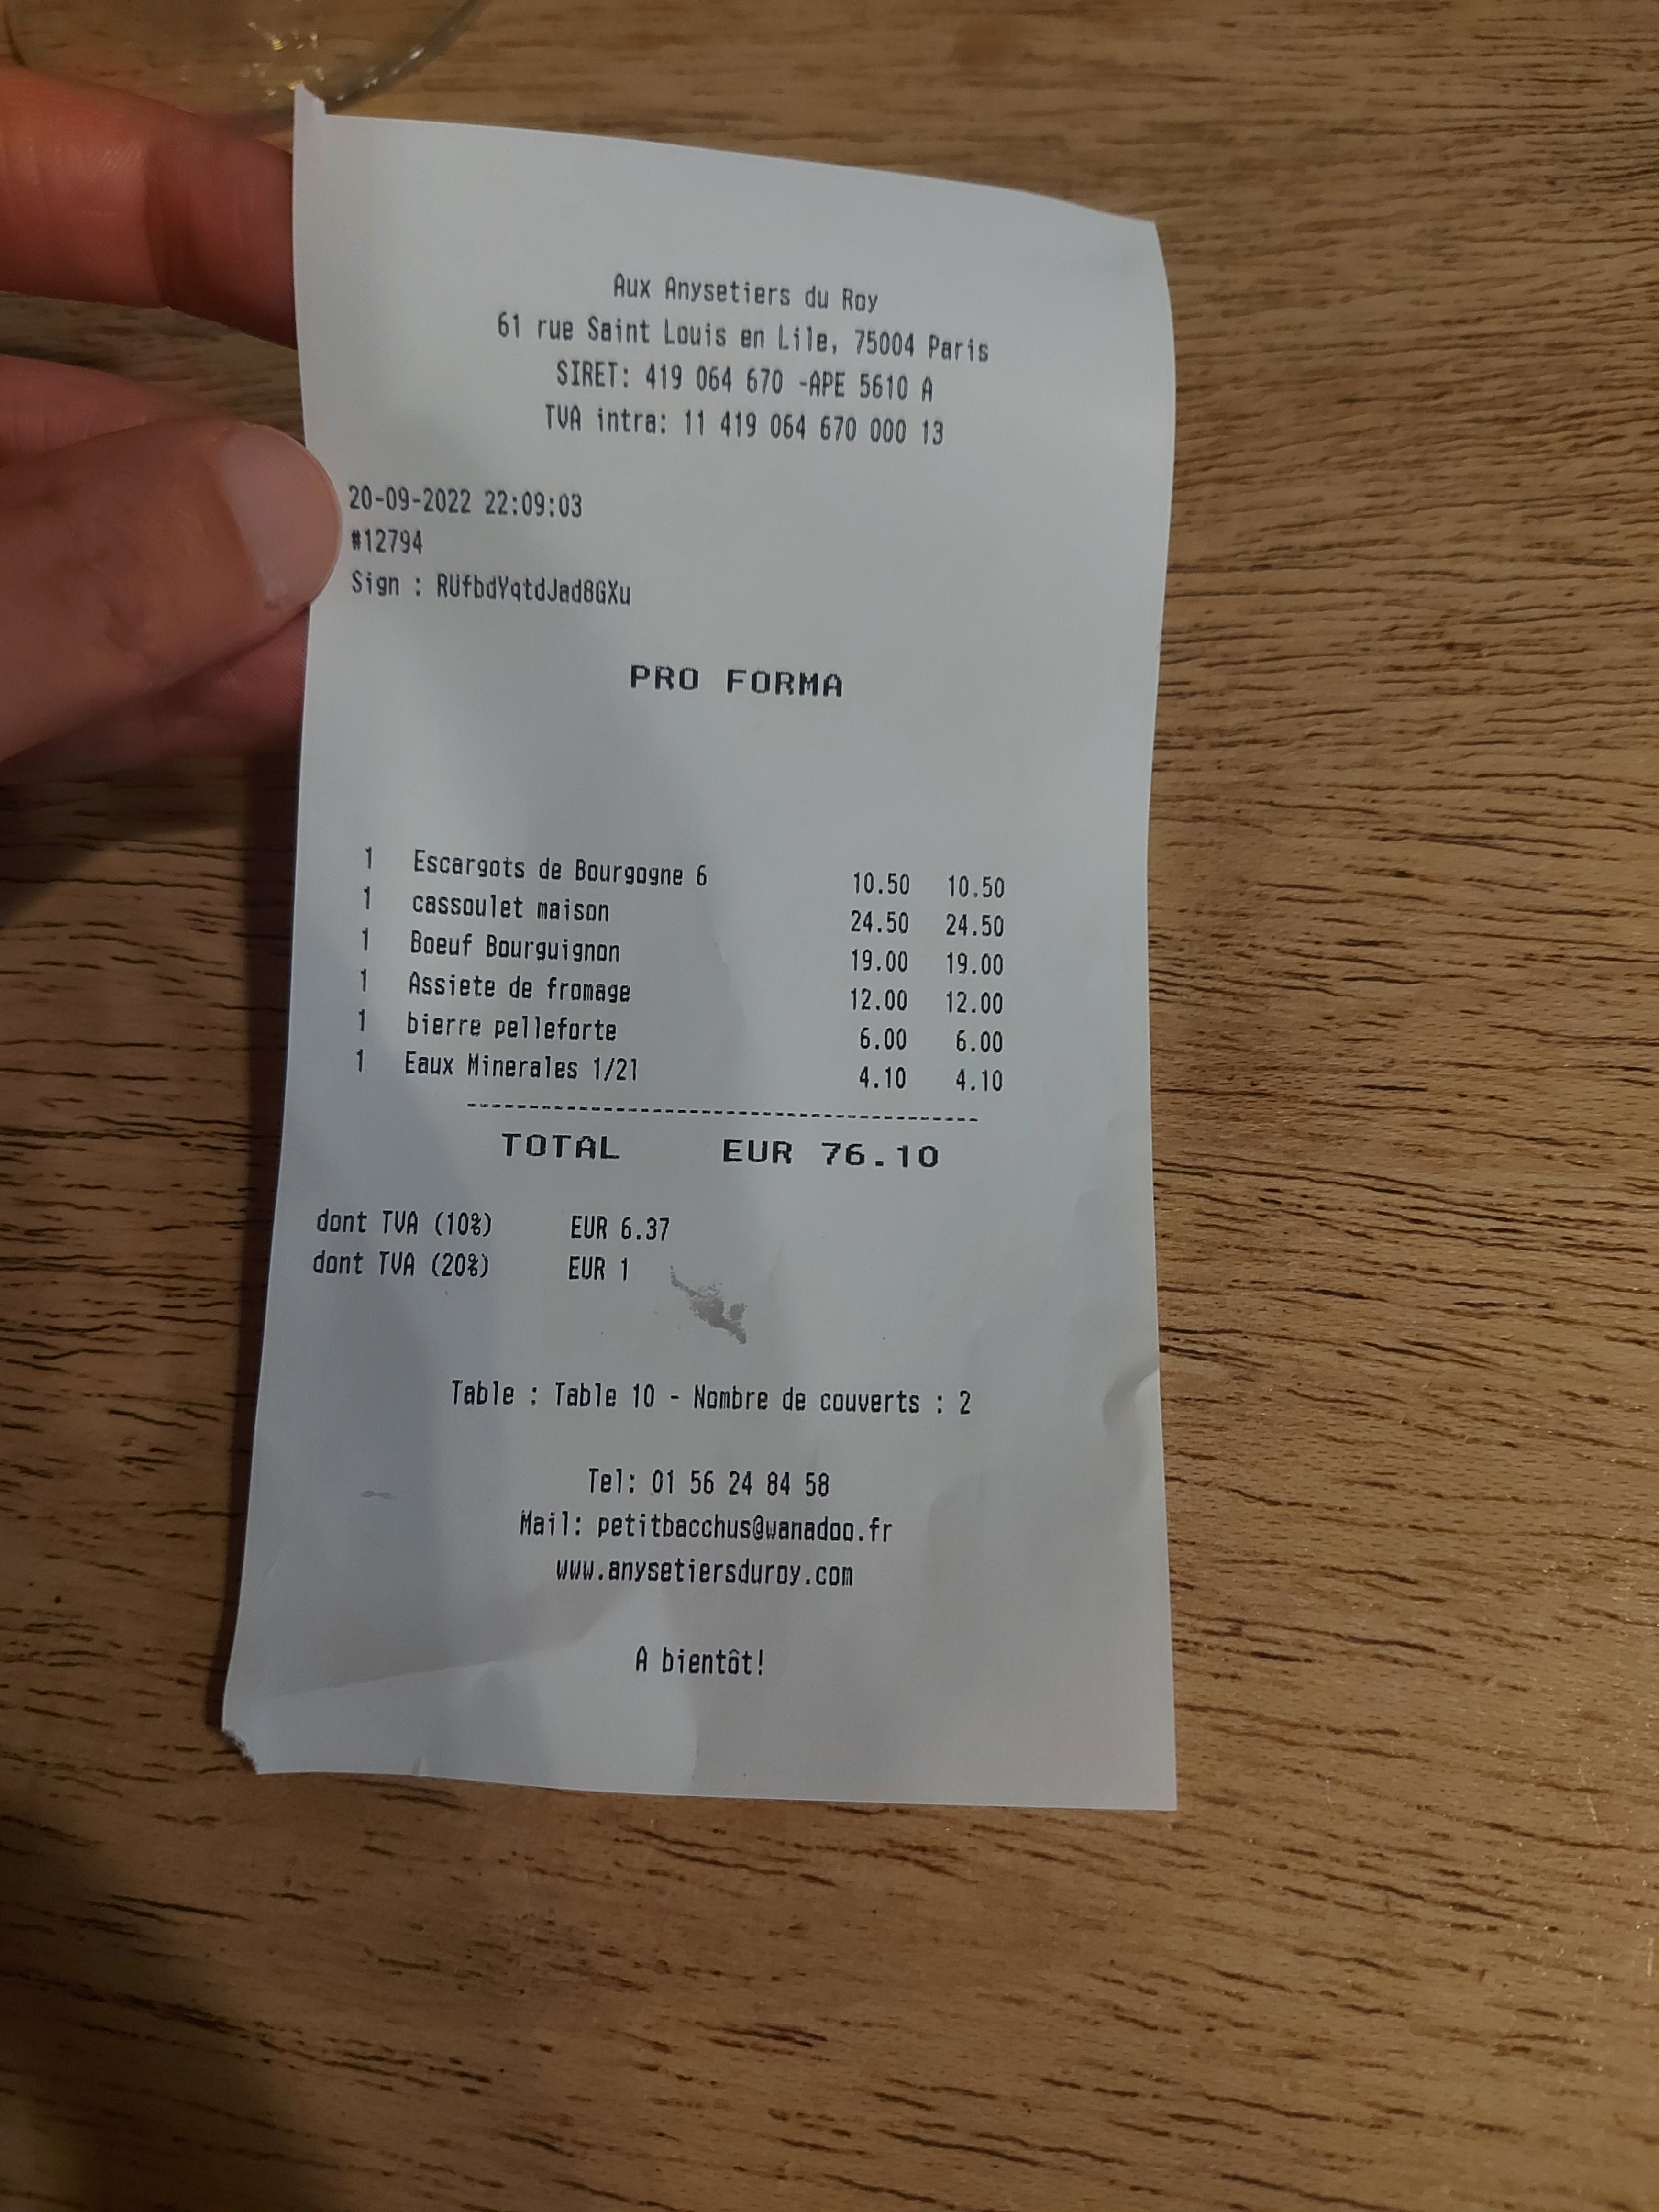 Aux Anysetiers du Roy
61 rue Saint Louis en Lile, 75004 Paris
SIRET: 419 064 670 -APE 5610 A
TVA intra: 11 419 064 670 000 13
20-09-2022 22:09:03
#12794
Sign : RUfbdYqtdJad8GXu
PRO FORMA
1 Escargots de Bourgogne 6 10.50 10.50
1 cassoulet maison 24.50 24.50
1 Boeuf Bourguignon 19.00 19.00
1 Assiete de fromage 12.00 12.00
1 bierre pelleforte 6.00 6.00
1 Eaux Minerales 1/2l 4.10 4.10
TOTAL EUR 76.10
dont TVA (10%) EUR 6.37
dont TVA (20%) EUR 1
Table : Table 10 - Nombre de couverts : 2
Tel: 01 56 24 84 58
Mail: petitbacchus@wanadoo.fr
www.anysetiersduroy.com
A bientôt!